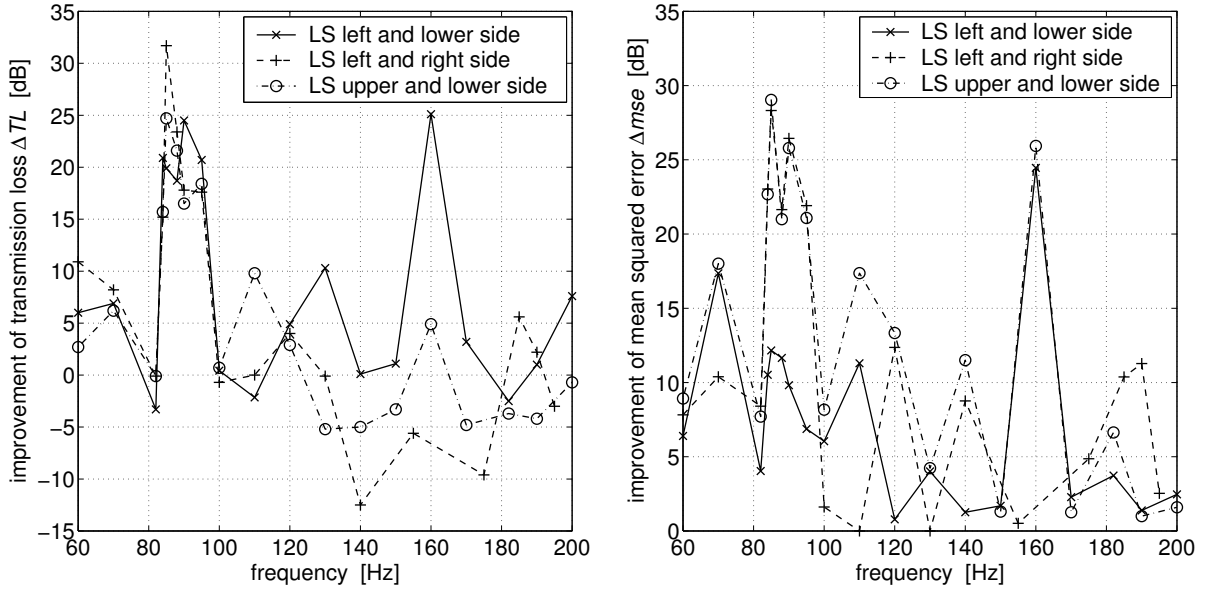 35
30
25
20
15
10
5
0
−5
−10
−15
improvement of transmission loss ΔTL [dB]
LS left and lower side
LS left and right side
LS upper and lower side
60 80 100 120 140 160 180 200
frequency [Hz]
35
30
25
20
15
10
5
0
improvement of mean squared error Δmse [dB]
LS left and lower side
LS left and right side
LS upper and lower side
60 80 100 120 140 160 180 200
frequency [Hz]